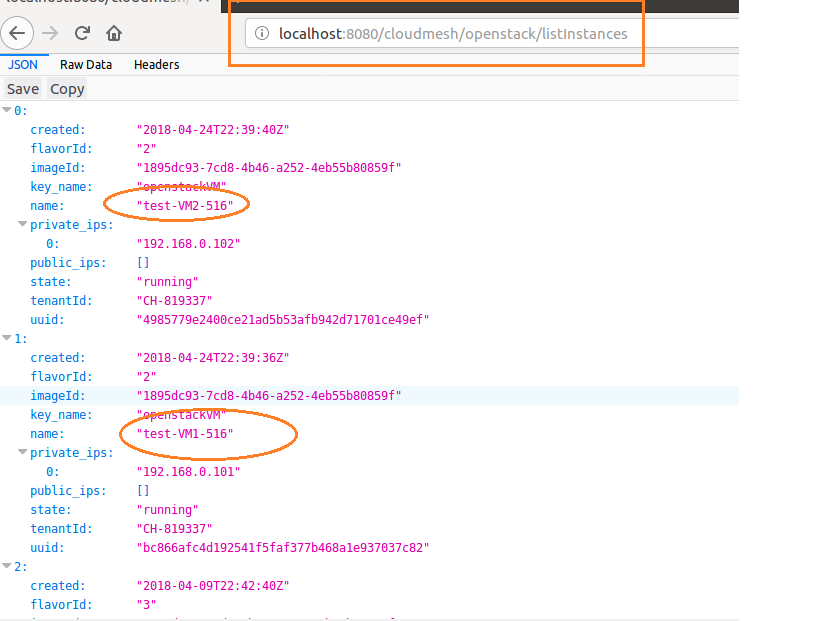 localhost:8080/cloudmesh/
localhost:8080/cloudmesh/openstack/listInstances
JSON Raw Data Headers
Save Copy
0:
created: "2018-04-24T22:39:40Z"
flavorId: "2"
imageId: "1895dc93-7cd8-4b46-a252-4eb55b80859f"
key_name: "openstackVM"
name: "test-VM2-516"
private_ips:
0: "192.168.0.102"
public_ips: []
state: "running"
tenantId: "CH-819337"
uuid: "4985779e2400ce21ad5b53afb942d71701ce49ef"
1:
created: "2018-04-24T22:39:36Z"
flavorId: "2"
imageId: "1895dc93-7cd8-4b46-a252-4eb55b80859f"
key_name: "openstackVM"
name: "test-VM1-516"
private_ips:
0: "192.168.0.101"
public_ips: []
state: "running"
tenantId: "CH-819337"
uuid: "bc866afc4d192541f5faf377b468a1e937037c82"
2:
created: "2018-04-09T22:42:40Z"
flavorId: "3"